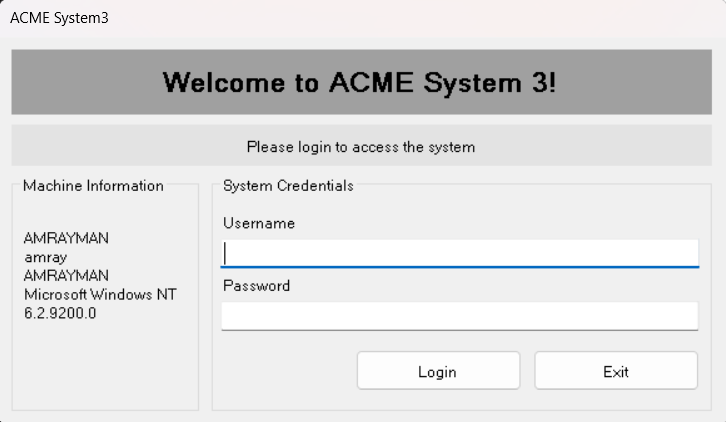 ACME System3
Welcome to ACME System 3!
Please login to access the system
Machine Information
AMRAYMAN
amray
AMRAYMAN
Microsoft Windows NT
6.2.9200.0
System Credentials
Username
Password
Login
Exit